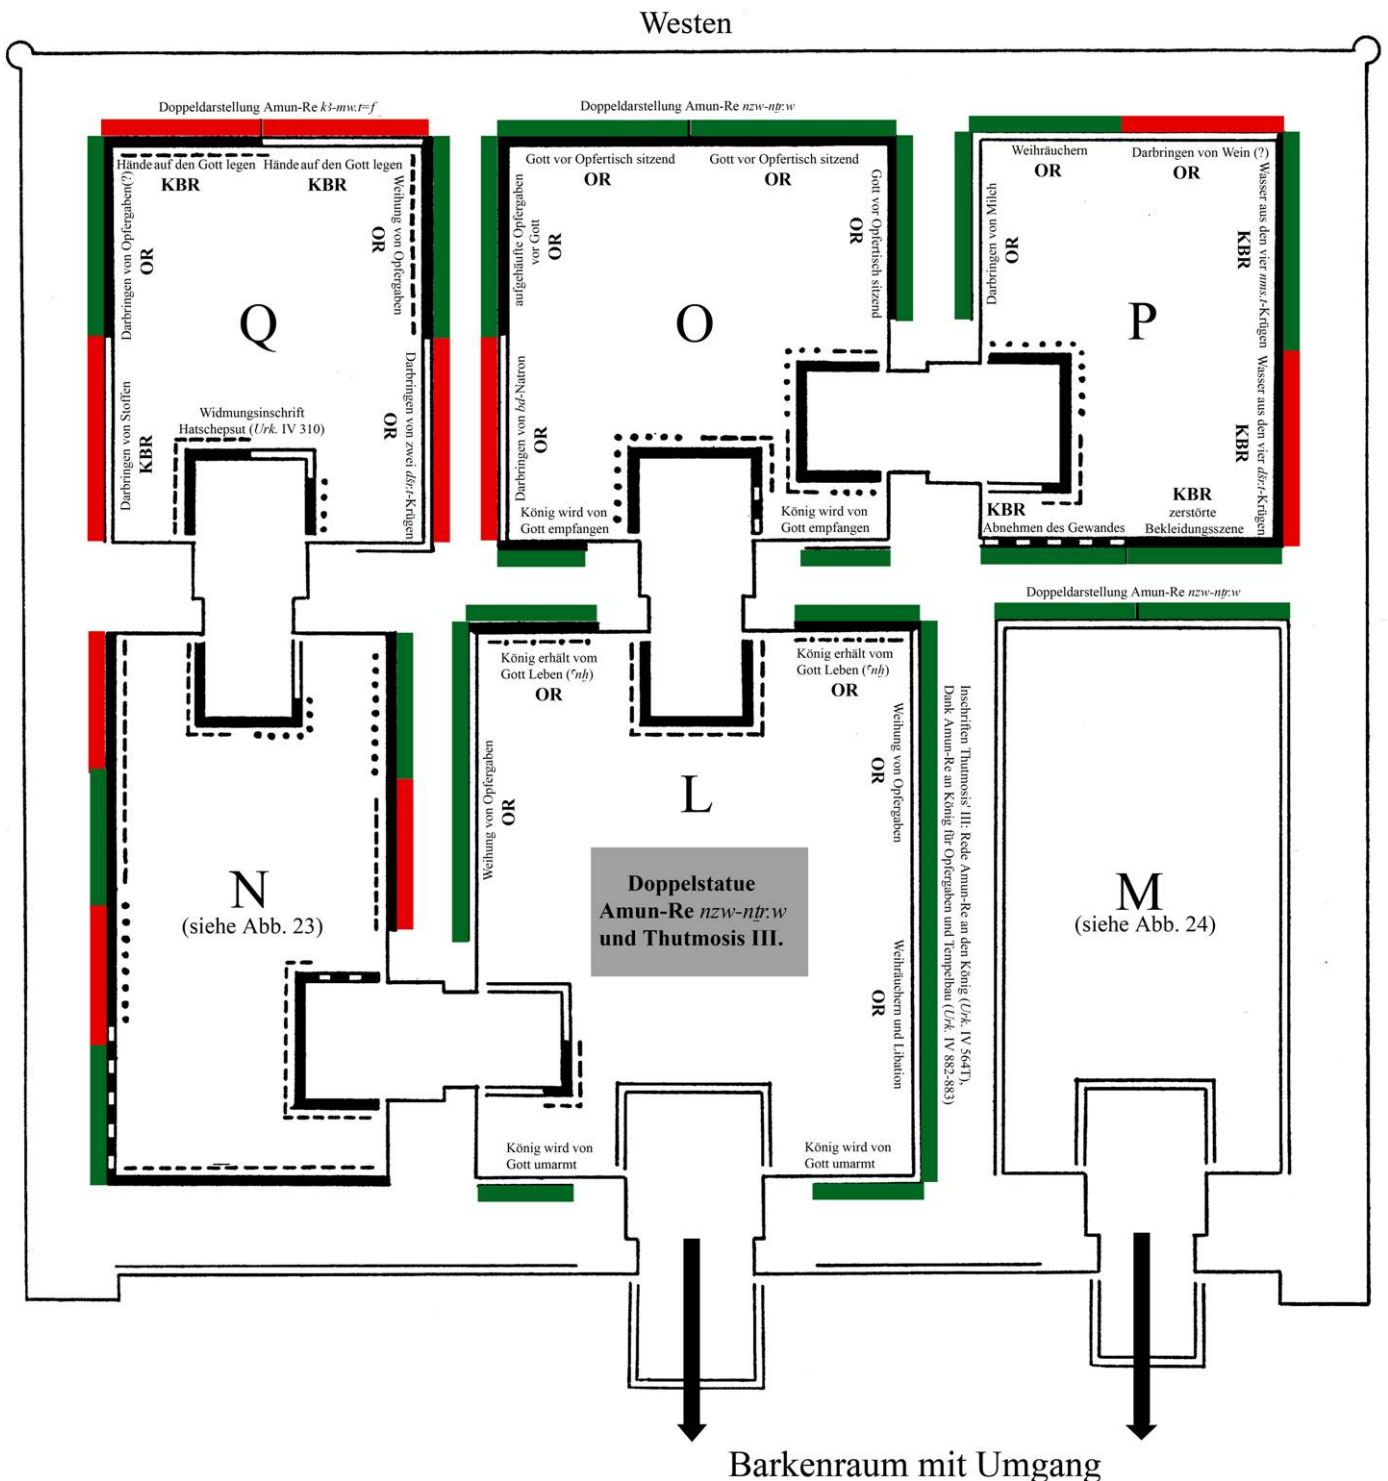 Westen
Doppeldarstellung Amun-Re k3-mw.t=f
Hände auf den Gott legen
KBR
Hände auf den Gott legen
KBR
Darbringen von Opfergaben(?)
OR
Weihung von Opfergaben
OR
Q
Darbringen von Stoffen
KBR
Widmungsinschrift
Hatschepsut (Urk. IV 310)
Darbringen von zwei dšr.t-Krügen
OR
Doppeldarstellung Amun-Re nzw-nṯr.w
Gott vor Opfertisch sitzend
OR
Gott vor Opfertisch sitzend
OR
aufgehäufte Opfergaben
vor Gott
OR
Gott vor Opfertisch sitzend
OR
O
Darbringen von bd-Natron
OR
König wird von
Gott empfangen
König wird von
Gott empfangen
Weihräuchern
OR
Darbringen von Wein (?)
OR
Darbringen von Milch
OR
Wasser aus den vier nms.t-Krügen
KBR
P
Wasser aus den vier dšr.t-Krügen
KBR
KBR
Abnehmen des Gewandes
KBR
zerstörte
Bekleidungsszene
Doppeldarstellung Amun-Re nzw-nṯr.w
N
(siehe Abb. 23)
König erhält vom
Gott Leben (ꜥnḫ)
OR
König erhält vom
Gott Leben (ꜥnḫ)
OR
Weihung von Opfergaben
OR
Weihung von Opfergaben
OR
L
Doppelstatue
Amun-Re nzw-nṯr.w
und Thutmosis III.
Weihräuchern und Libation
OR
König wird von
Gott umarmt
König wird von
Gott umarmt
Inschriften Thutmosis' III: Rede Amun-Re an den König (Urk. IV 564T),
Dank Amun-Re an König für Opfergaben und Tempelbau (Urk. IV 882-883)
M
(siehe Abb. 24)
Barkenraum mit Umgang